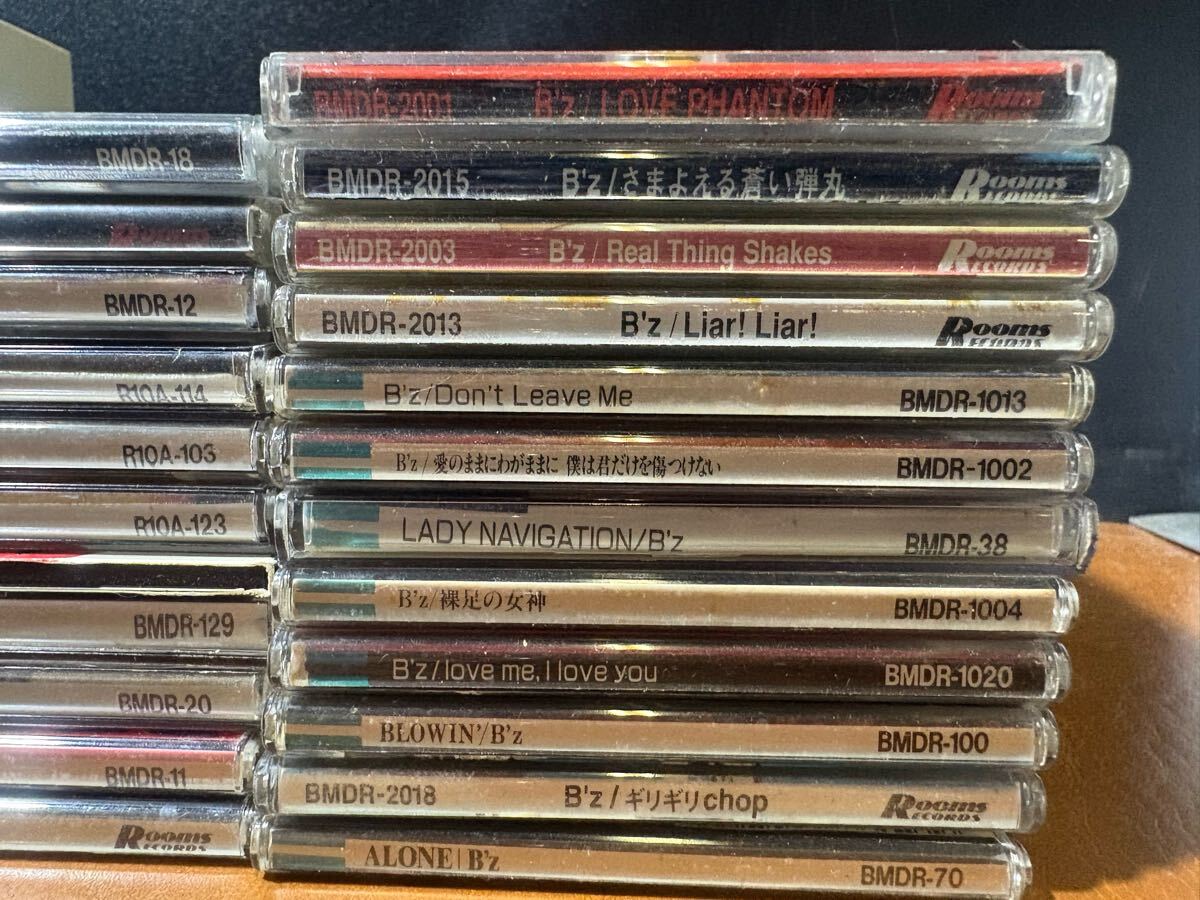 BMDR-18
Rooms
BMDR-12
R10A-114
R10A-103
R10A-123
BMDR-129
BMDR-20
BMDR-11
Rooms RECORDS
BMDR-2001 B'z / LOVE PHANTOM Rooms RECORDS
BMDR-2015 B'z / さまよえる蒼い弾丸 Rooms RECORDS
BMDR-2003 B'z / Real Thing Shakes Rooms RECORDS
BMDR-2013 B'z / Liar! Liar! Rooms RECORDS
B'z/Don't Leave Me BMDR-1013
B'z / 愛のままにわがままに 僕は君だけを傷つけない BMDR-1002
LADY NAVIGATION/B'z BMDR-38
B'z/裸足の女神 BMDR-1004
B'z/love me, I love you BMDR-1020
BLOWIN'/B'z BMDR-100
BMDR-2018 B'z / ギリギリchop Rooms RECORDS
ALONE | B'z BMDR-70